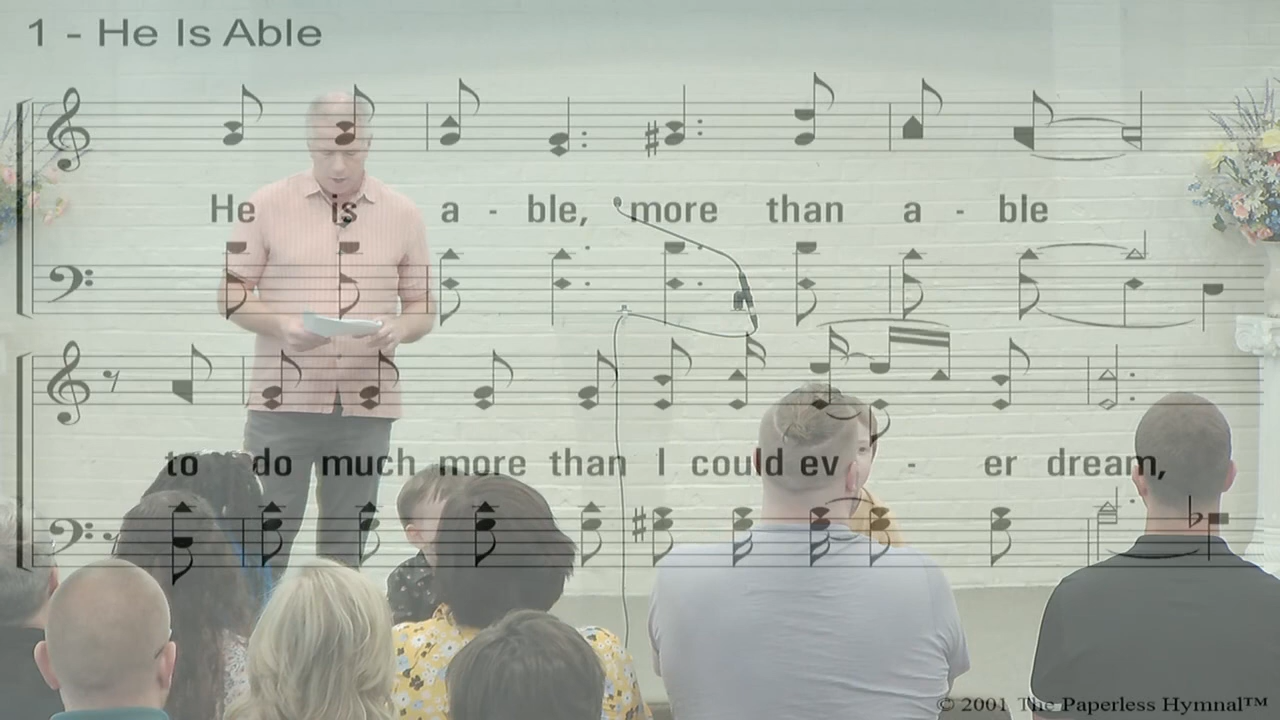 1 - He Is Able
He is a - ble, more than a - ble
to do much more than I could ev - er dream,
© 2001 The Paperless Hymnal™